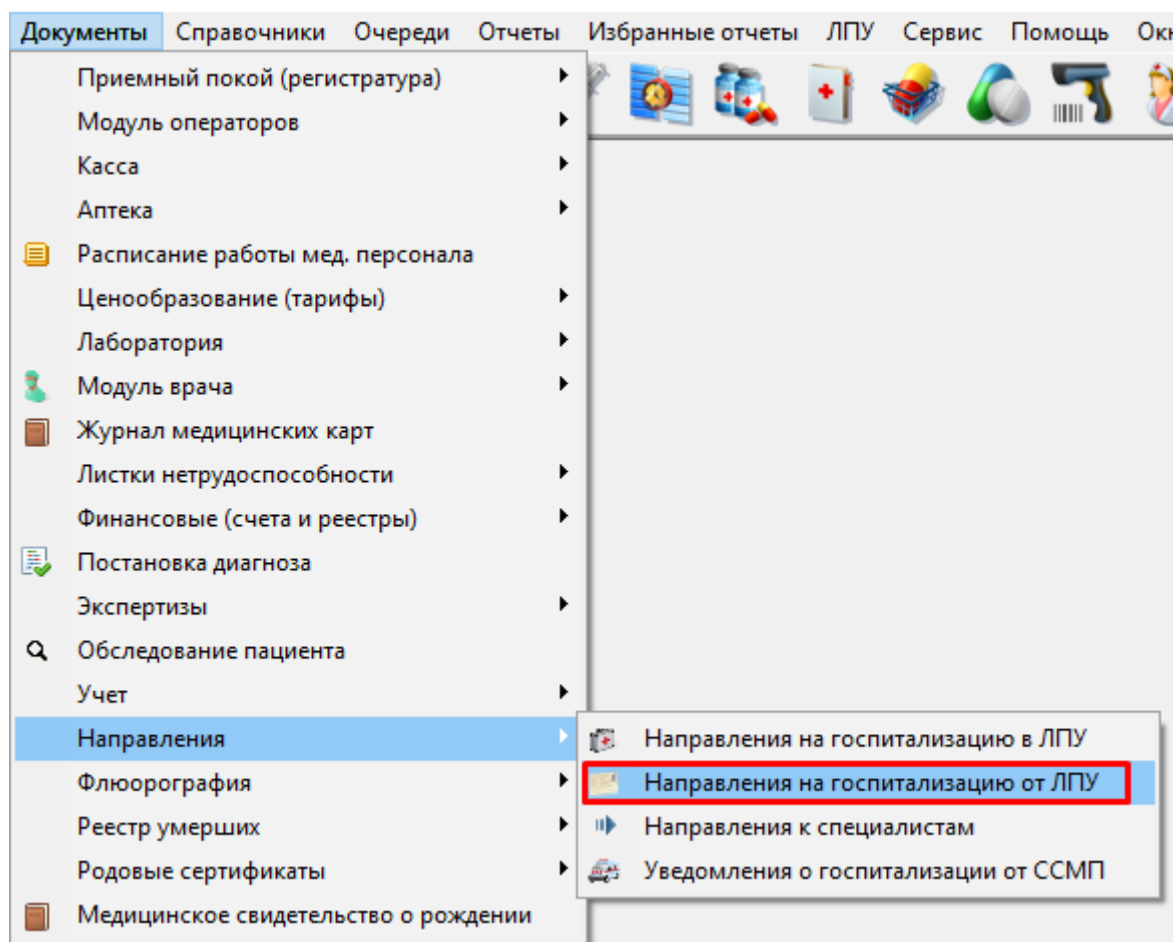 Документы Справочники Очереди Отчеты Избранные отчеты ЛПУ Сервис Помощь
Приемный покой (регистратура)
Модуль операторов
Касса
Аптека
Расписание работы мед. персонала
Ценообразование (тарифы)
Лаборатория
Модуль врача
Журнал медицинских карт
Листки нетрудоспособности
Финансовые (счета и реестры)
Постановка диагноза
Экспертизы
Обследование пациента
Учет
Направления
Направления на госпитализацию в ЛПУ
Направления на госпитализацию от ЛПУ
Направления к специалистам
Уведомления о госпитализации от ССМП
Флюорография
Реестр умерших
Родовые сертификаты
Медицинское свидетельство о рождении